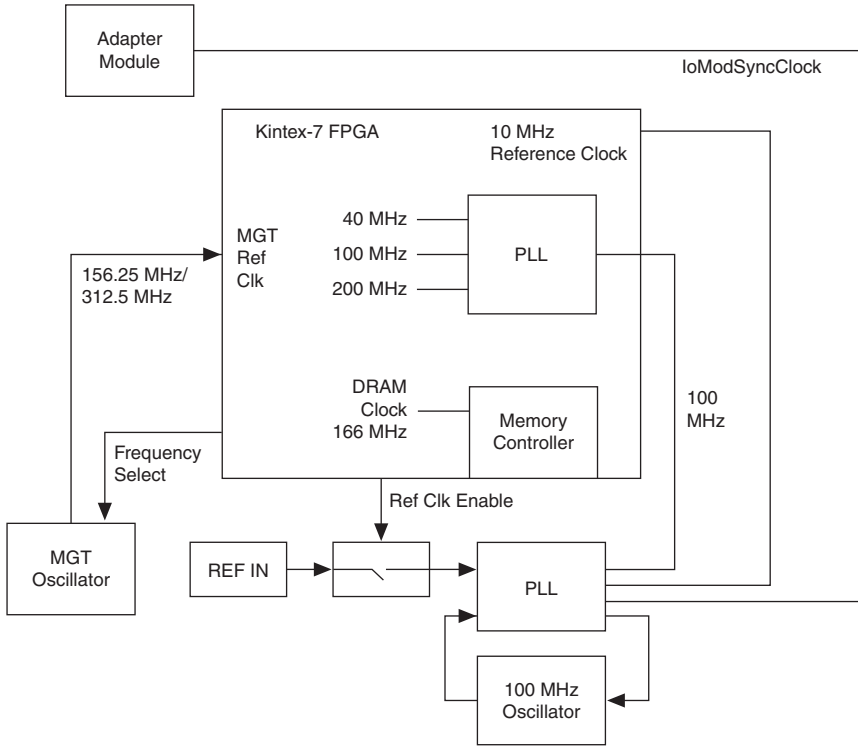 Adapter
Module
IoModSyncClock
Kintex-7 FPGA
10 MHz
Reference Clock
MGT
Ref
Clk
40 MHz
100 MHz
200 MHz
PLL
156.25 MHz/
312.5 MHz
DRAM
Clock
166 MHz
Memory
Controller
100
MHz
Frequency
Select
Ref Clk Enable
MGT
Oscillator
REF IN
PLL
100 MHz
Oscillator